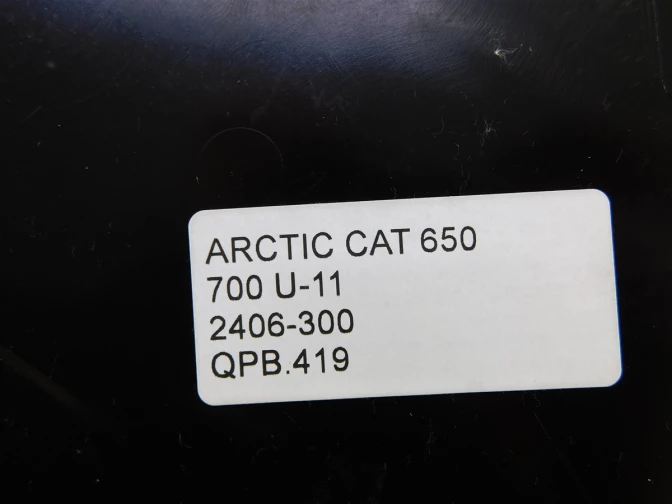 ARCTIC CAT 650
700 U-11
2406-300
QPB.419